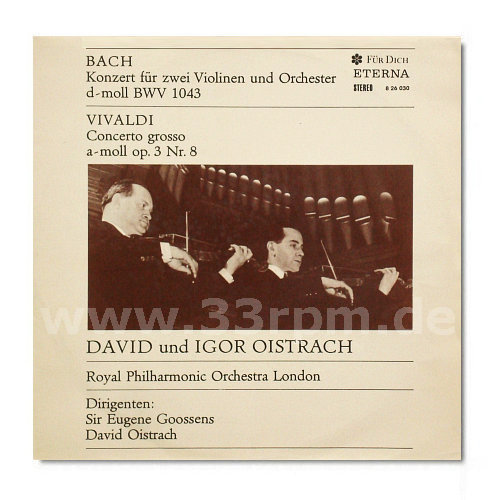 BACH
Konzert für zwei Violinen und Orchester
d-moll BWV 1043
FÜR DICH
ETERNA
STEREO 8 26 030
VIVALDI
Concerto grosso
a-moll op. 3 Nr. 8
www.33rpm.de
DAVID und IGOR OISTRACH
Royal Philharmonic Orchestra London
Dirigenten:
Sir Eugene Goossens
David Oistrach